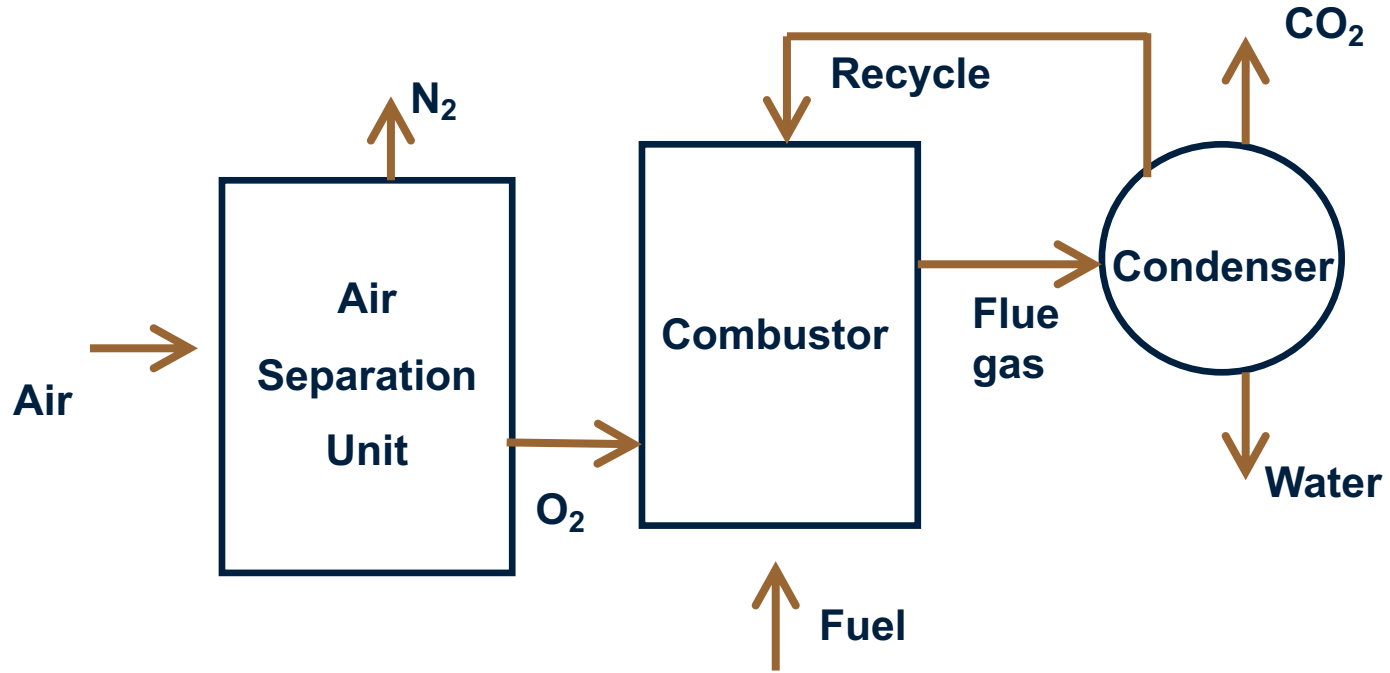 CO₂
Recycle
N₂
Air
Separation
Unit
Combustor
Condenser
Flue
gas
Air
O₂
Water
Fuel